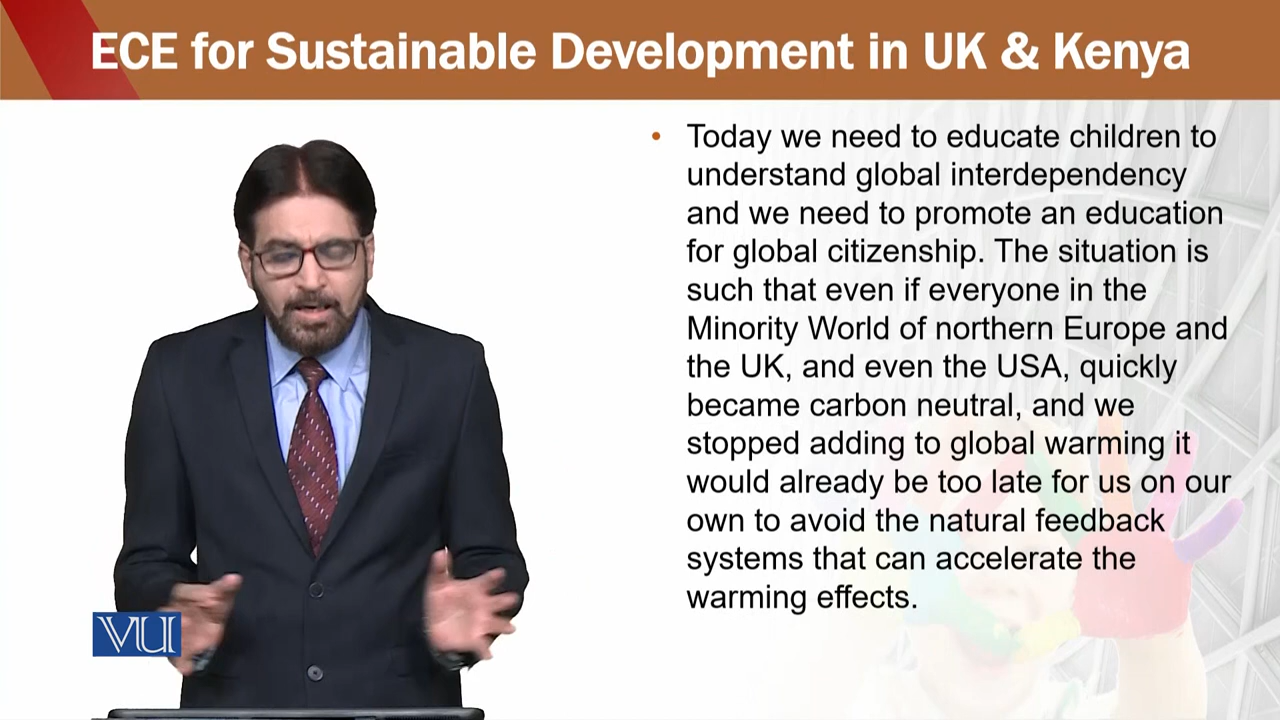 ECE for Sustainable Development in UK & Kenya
• Today we need to educate children to
understand global interdependency
and we need to promote an education
for global citizenship. The situation is
such that even if everyone in the
Minority World of northern Europe and
the UK, and even the USA, quickly
became carbon neutral, and we
stopped adding to global warming it
would already be too late for us on our
own to avoid the natural feedback
systems that can accelerate the
warming effects.
VU